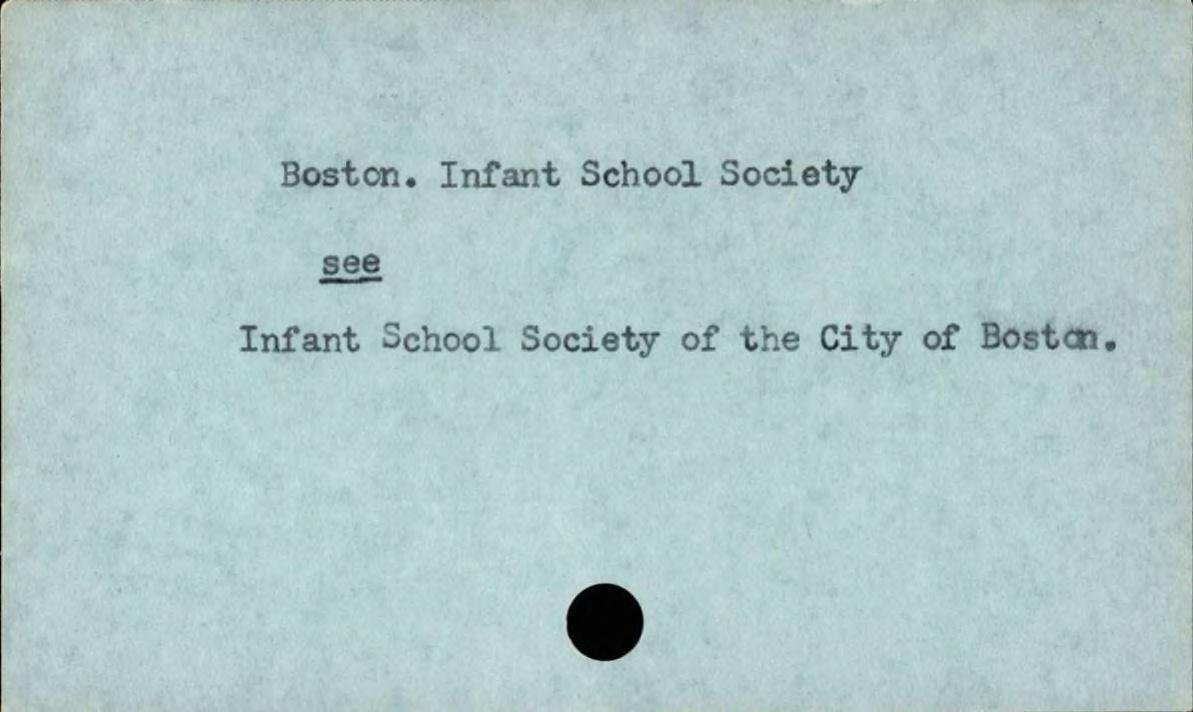 Boston. Infant School Society
see
Infant School Society of the City of Boston.